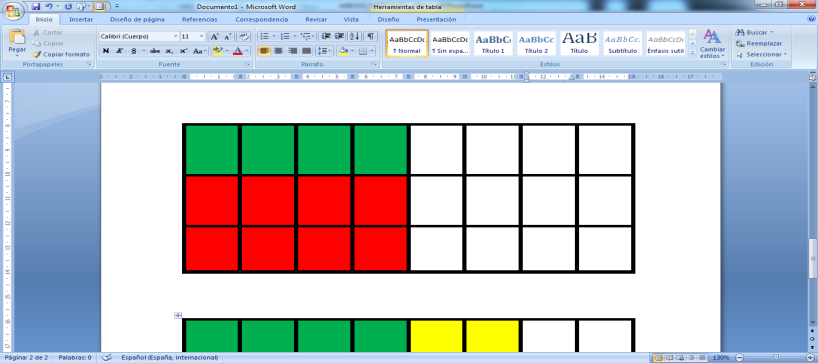 Documento1 - Microsoft Word
Herramientas de tabla
Inicio Insertar Diseño de página Referencias Correspondencia Revisar Vista Diseño Presentación
Pegar
Cortar
Copiar
Copiar formato
Portapapeles
Calibri (Cuerpo) 11
Fuente
Párrafo
AaBbCcDc AaBbCcDc AaBbC AaBbCc AaB AaBbCc. AaBbCcDc
¶ Normal ¶ Sin espa... Título 1 Título 2 Título Subtítulo Énfasis sutil
Cambiar estilos
Estilos
Buscar
Reemplazar
Seleccionar
Edición
Página: 2 de 2 Palabras: 0 Español (España, internacional) 130%